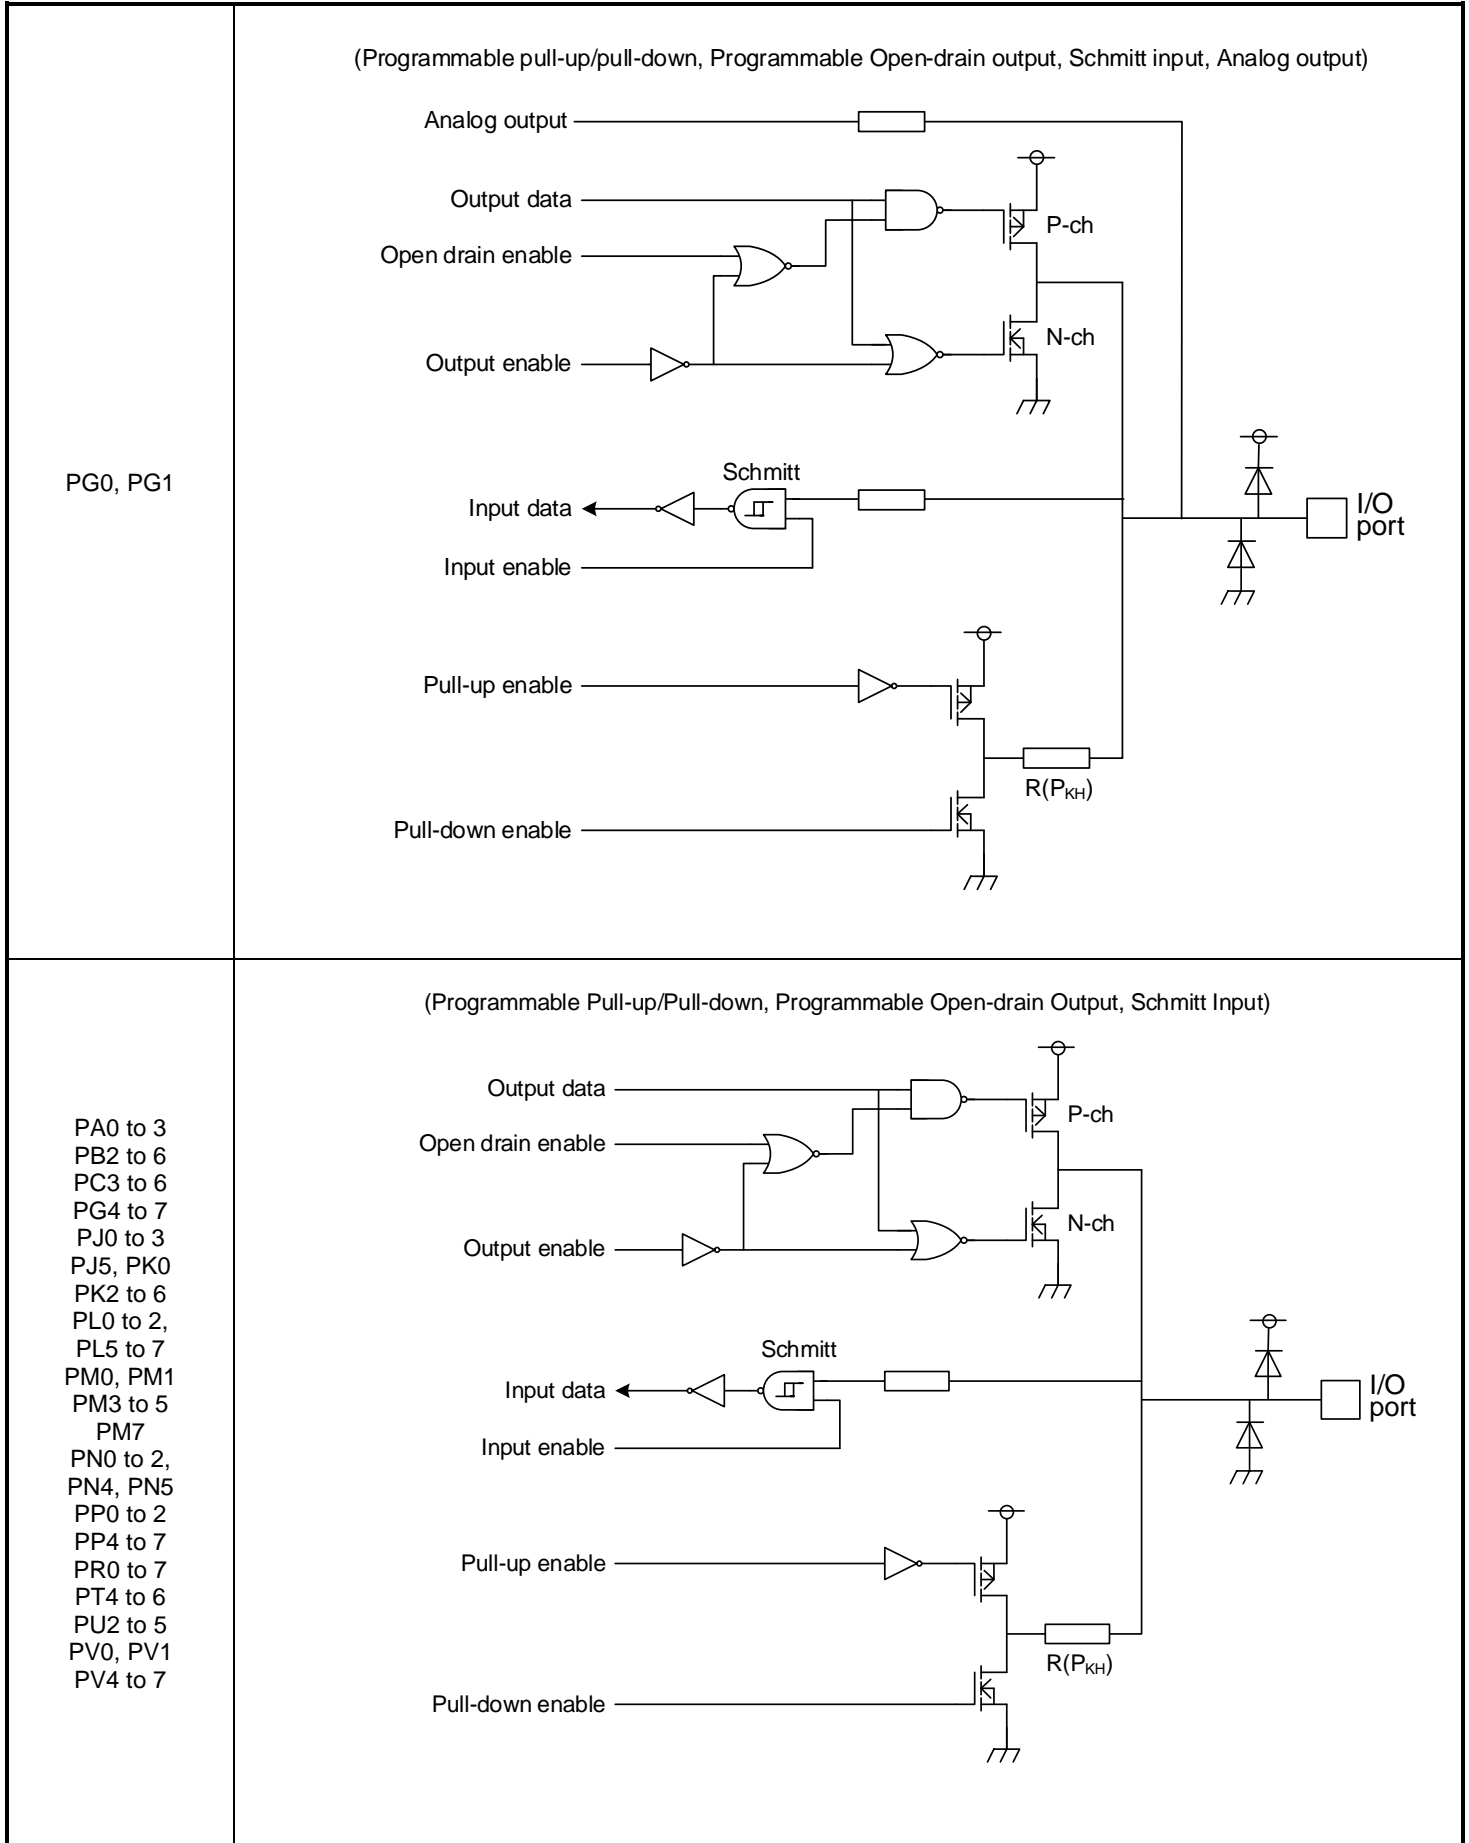 PG0, PG1
(Programmable pull-up/pull-down, Programmable Open-drain output, Schmitt input, Analog output)
Analog output
Output data
P-ch
Open drain enable
N-ch
Output enable
Schmitt
Input data
I/O
port
Input enable
Pull-up enable
R(PKH)
Pull-down enable
PA0 to 3
PB2 to 6
PC3 to 6
PG4 to 7
PJ0 to 3
PJ5, PK0
PK2 to 6
PL0 to 2,
PL5 to 7
PM0, PM1
PM3 to 5
PM7
PN0 to 2,
PN4, PN5
PP0 to 2
PP4 to 7
PR0 to 7
PT4 to 6
PU2 to 5
PV0, PV1
PV4 to 7
(Programmable Pull-up/Pull-down, Programmable Open-drain Output, Schmitt Input)
Output data
P-ch
Open drain enable
N-ch
Output enable
Schmitt
Input data
I/O
port
Input enable
Pull-up enable
R(PKH)
Pull-down enable